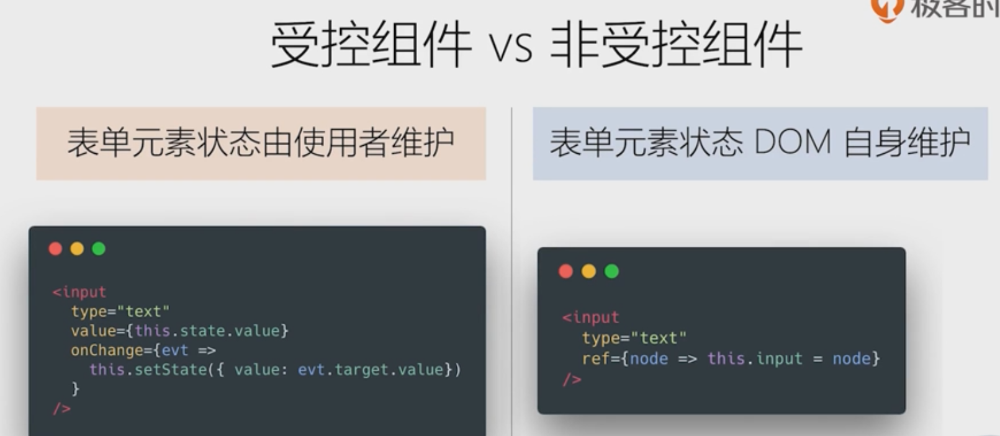 极客时
受控组件 vs 非受控组件
表单元素状态由使用者维护
<input
  type="text"
  value={this.state.value}
  onChange={evt =>
    this.setState({ value: evt.target.value})
  }
/>
表单元素状态 DOM 自身维护
<input
  type="text"
  ref={node => this.input = node}
/>